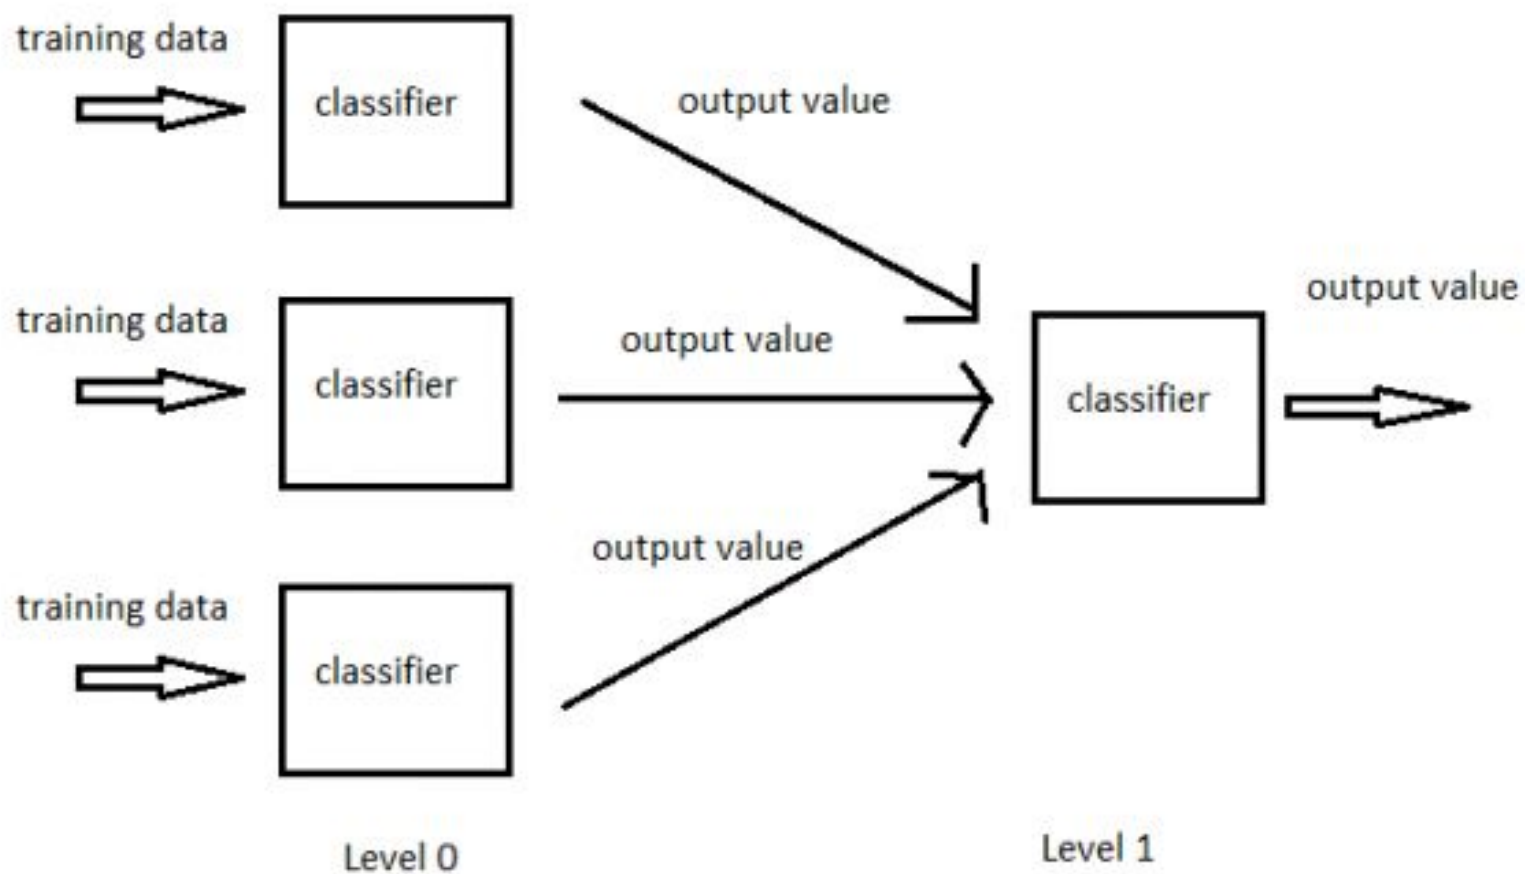 training data
classifier
output value
training data
classifier
output value
output value
classifier
output value
training data
classifier
Level 0
Level 1